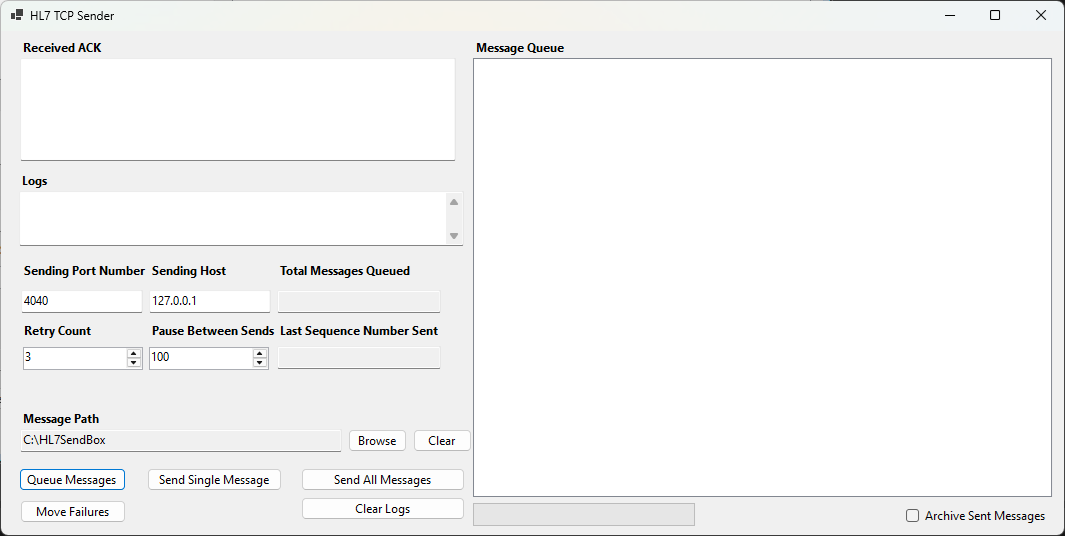 HL7 TCP Sender
Received ACK
Message Queue
Logs
Sending Port Number Sending Host Total Messages Queued
4040 127.0.0.1
Retry Count Pause Between Sends Last Sequence Number Sent
3 100
Message Path
C:\HL7SendBox Browse Clear
Queue Messages Send Single Message Send All Messages
Move Failures Clear Logs
Archive Sent Messages